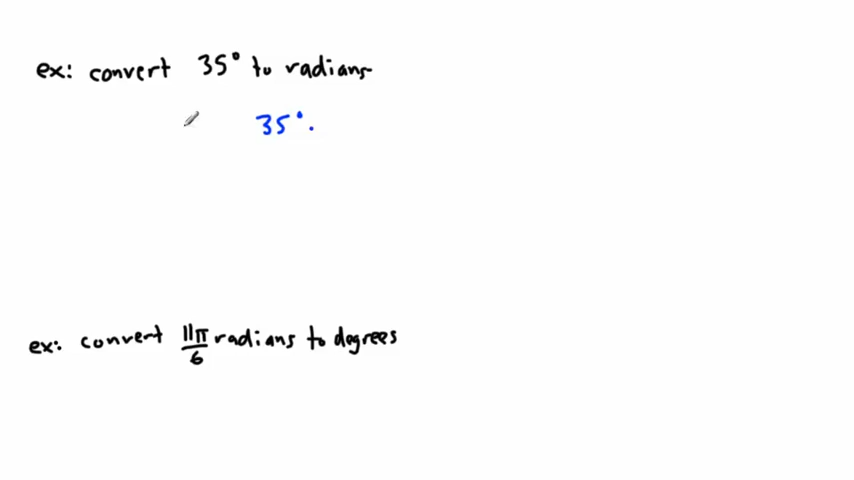 ex: convert 35° to radians
35° ·
ex: convert 11π/6 radians to degrees